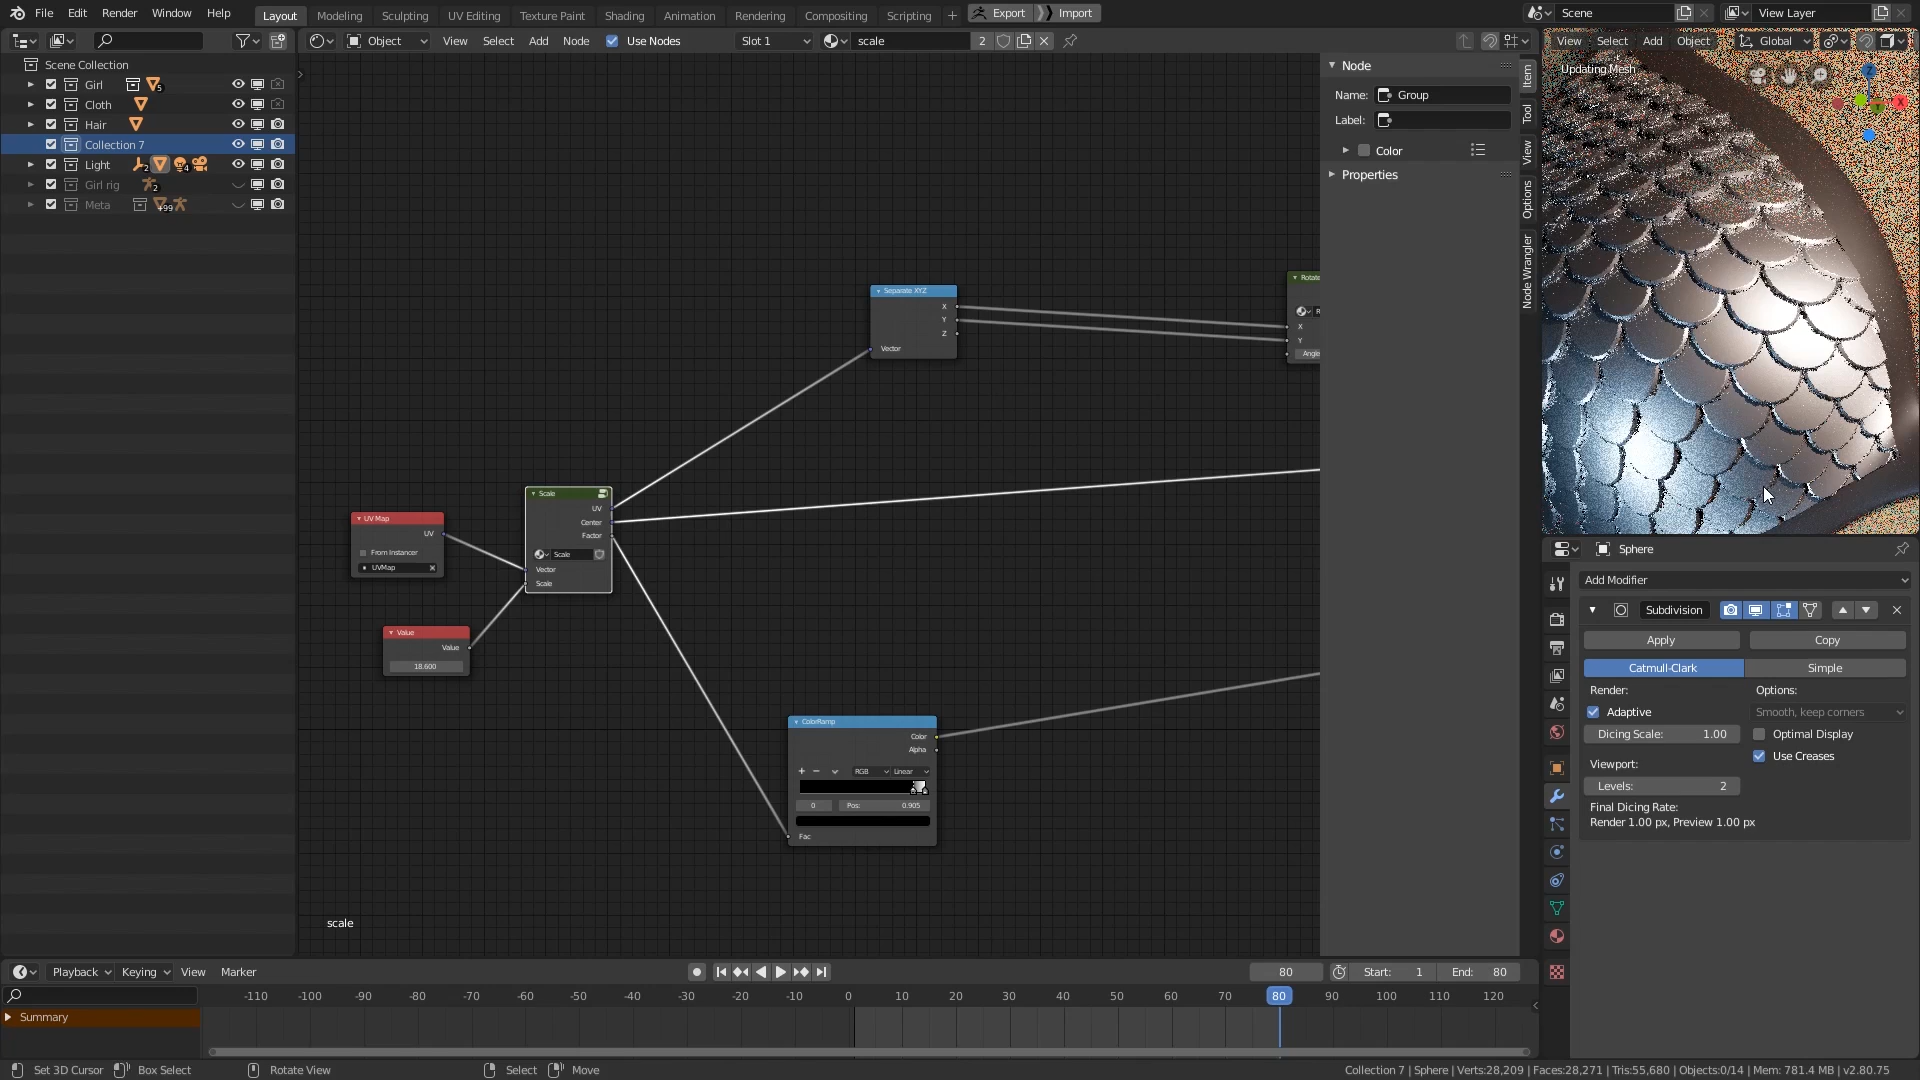 File Edit Render Window Help Layout Modeling Sculpting UV Editing Texture Paint Shading Animation Rendering Compositing Scripting + Export Import Scene View Layer
Object View Select Add Node Use Nodes Slot 1 scale 2 View Select Add Object Global
Scene Collection
Girl 5
Cloth
Hair
Collection 7
Light 2 4
Girl rig 2
Meta +99
Node
Name: Group
Label:
Color
Properties
Item
Tool
View
Options
Node Wrangler
Updating Mesh
Z
X
Separate XYZ
X
Y
Z
Vector
Rotate
R
X
Y
Angle
Scale
UV
Center
Factor
Scale
Vector
Scale
UV Map
UV
From Instancer
UVMap
Value
Value
18.600
ColorRamp
Color
Alpha
RGB Linear
0 Pos: 0.905
Fac
scale
Sphere
Add Modifier
Subdivision
Apply Copy
Catmull-Clark Simple
Render: Options:
Adaptive Smooth, keep corners
Dicing Scale: 1.00 Optimal Display
Use Creases
Viewport:
Levels: 2
Final Dicing Rate:
Render 1.00 px, Preview 1.00 px
Playback Keying View Marker 80 Start: 1 End: 80
-110 -100 -90 -80 -70 -60 -50 -40 -30 -20 -10 0 10 20 30 40 50 60 70 80 90 100 110 120
Summary
Set 3D Cursor Box Select Rotate View Select Move Collection 7 | Sphere | Verts:28,209 | Faces:28,271 | Tris:55,680 | Objects:0/14 | Mem: 781.4 MB | v2.80.75